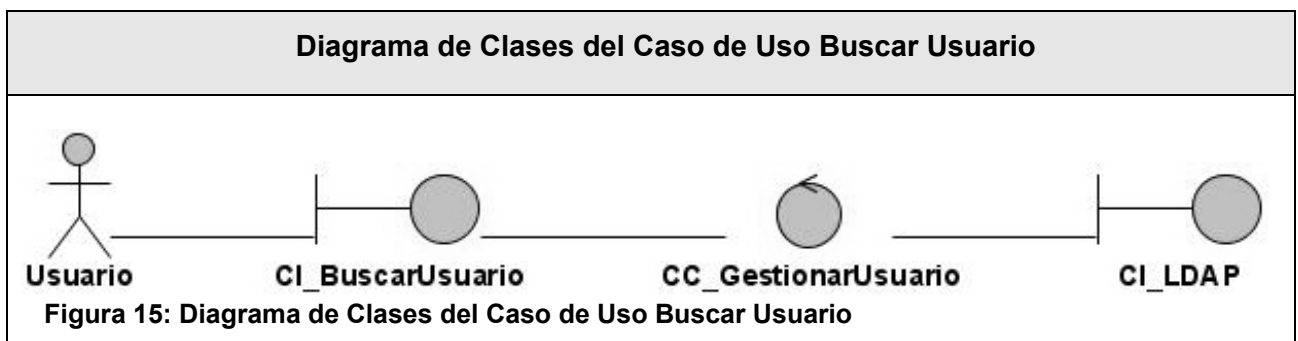 Diagrama de Clases del Caso de Uso Buscar Usuario
Usuario CI_BuscarUsuario CC_GestionarUsuario CI_LDAP
Figura 15: Diagrama de Clases del Caso de Uso Buscar Usuario